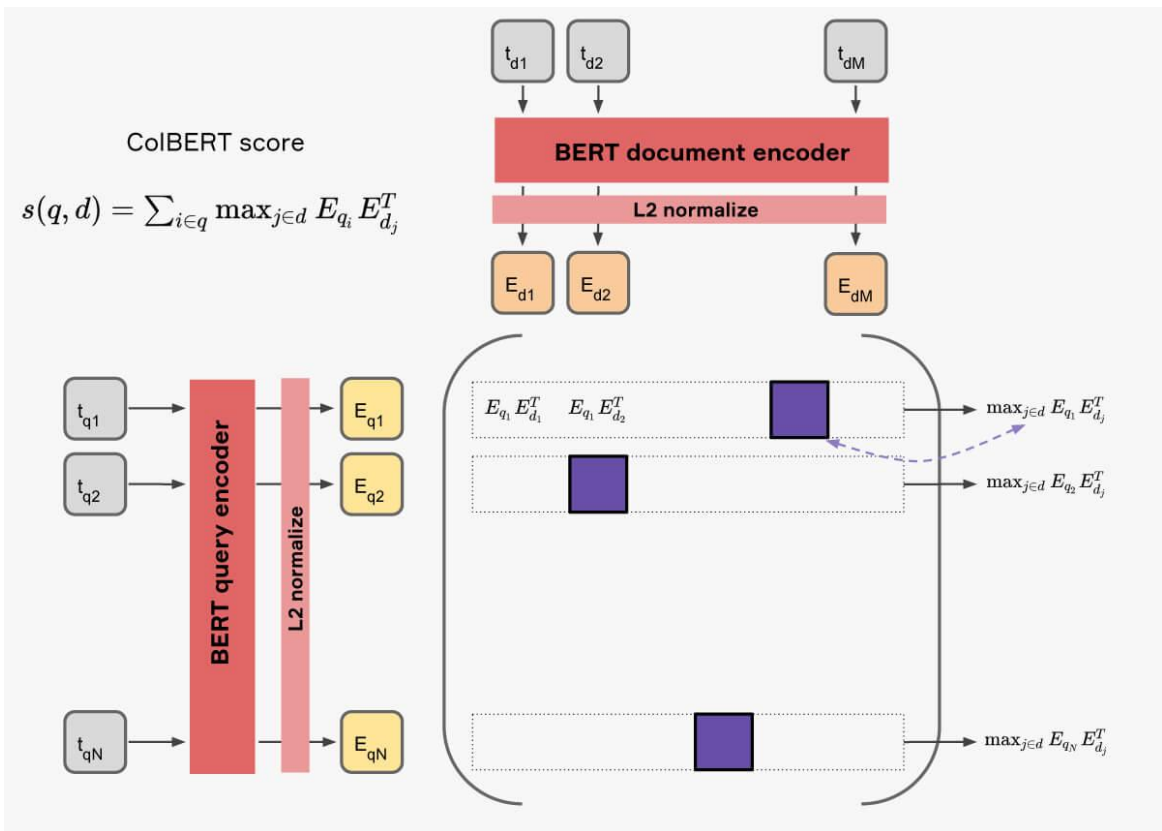 t_d1 t_d2 t_dM
ColBERT score
BERT document encoder
s(q, d) = ∑_{i∈q} max_{j∈d} E_{q_i} E_{d_j}^T
L2 normalize
E_d1 E_d2 E_dM
t_q1 E_q1 E_{q_1} E_{d_1}^T E_{q_1} E_{d_2}^T max_{j∈d} E_{q_1} E_{d_j}^T
t_q2 E_q2 max_{j∈d} E_{q_2} E_{d_j}^T
BERT query encoder
L2 normalize
t_qN E_qN max_{j∈d} E_{q_N} E_{d_j}^T